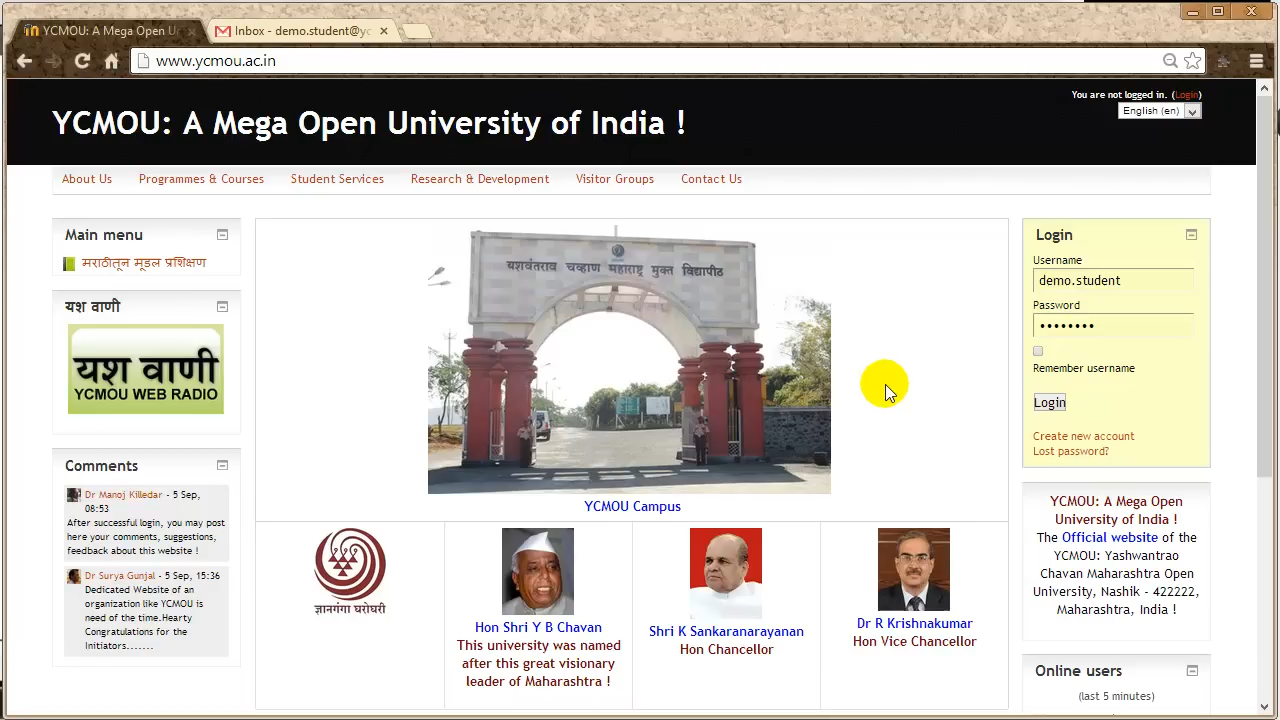 YCMOU: A Mega Open U
Inbox - demo.student@yc
www.ycmou.ac.in
You are not logged in. (Login)
English (en)
YCMOU: A Mega Open University of India !
About Us
Programmes & Courses
Student Services
Research & Development
Visitor Groups
Contact Us
Main menu
मराठीतून मूडल प्रशिक्षण
यश वाणी
यश वाणी
YCMOU WEB RADIO
Comments
Dr Manoj Killedar - 5 Sep,
08:53
After successful login, you may post
here your comments, suggestions,
feedback about this website !
Dr Surya Gunjal - 5 Sep, 15:36
Dedicated Website of an
organization like YCMOU is
need of the time.Hearty
Congratulations for the
Initiators.......
यशवंतराव चव्हाण महाराष्ट्र मुक्त विद्यापीठ
YCMOU Campus
ज्ञानगंगा घरोघरी
Hon Shri Y B Chavan
This university was named
after this great visionary
leader of Maharashtra !
Shri K Sankaranarayanan
Hon Chancellor
Dr R Krishnakumar
Hon Vice Chancellor
Login
Username
demo.student
Password
••••••••
Remember username
Login
Create new account
Lost password?
YCMOU: A Mega Open
University of India !
The Official website of the
YCMOU: Yashwantrao
Chavan Maharashtra Open
University, Nashik - 422222,
Maharashtra, India !
Online users
(last 5 minutes)